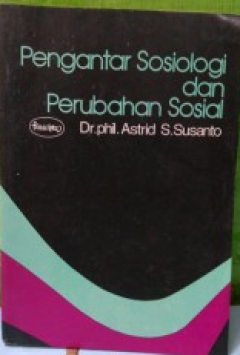 Pengantar Sosiologi
dan
Perubahan Sosial
Dr.phil.Astrid S.Susanto